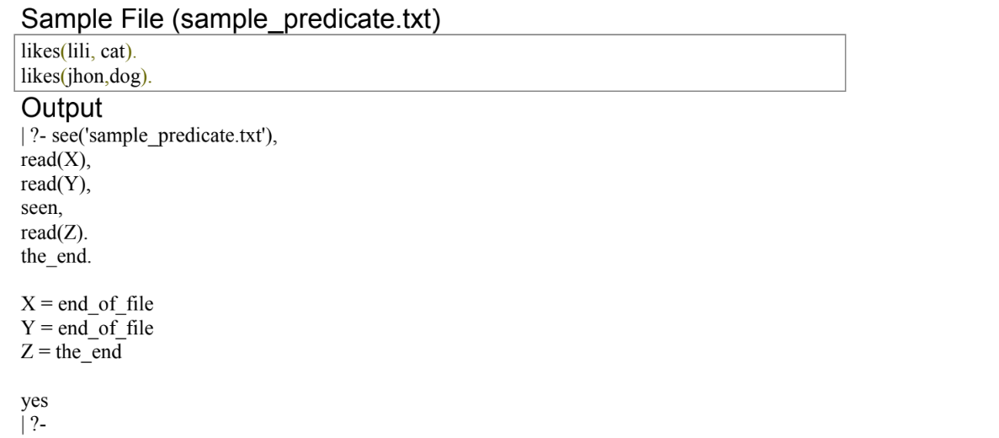 Sample File (sample_predicate.txt)
likes(lili, cat).
likes(jhon,dog).
Output
| ?- see('sample_predicate.txt'),
read(X),
read(Y),
seen,
read(Z).
the_end.
X = end_of_file
Y = end_of_file
Z = the_end
yes
| ?-